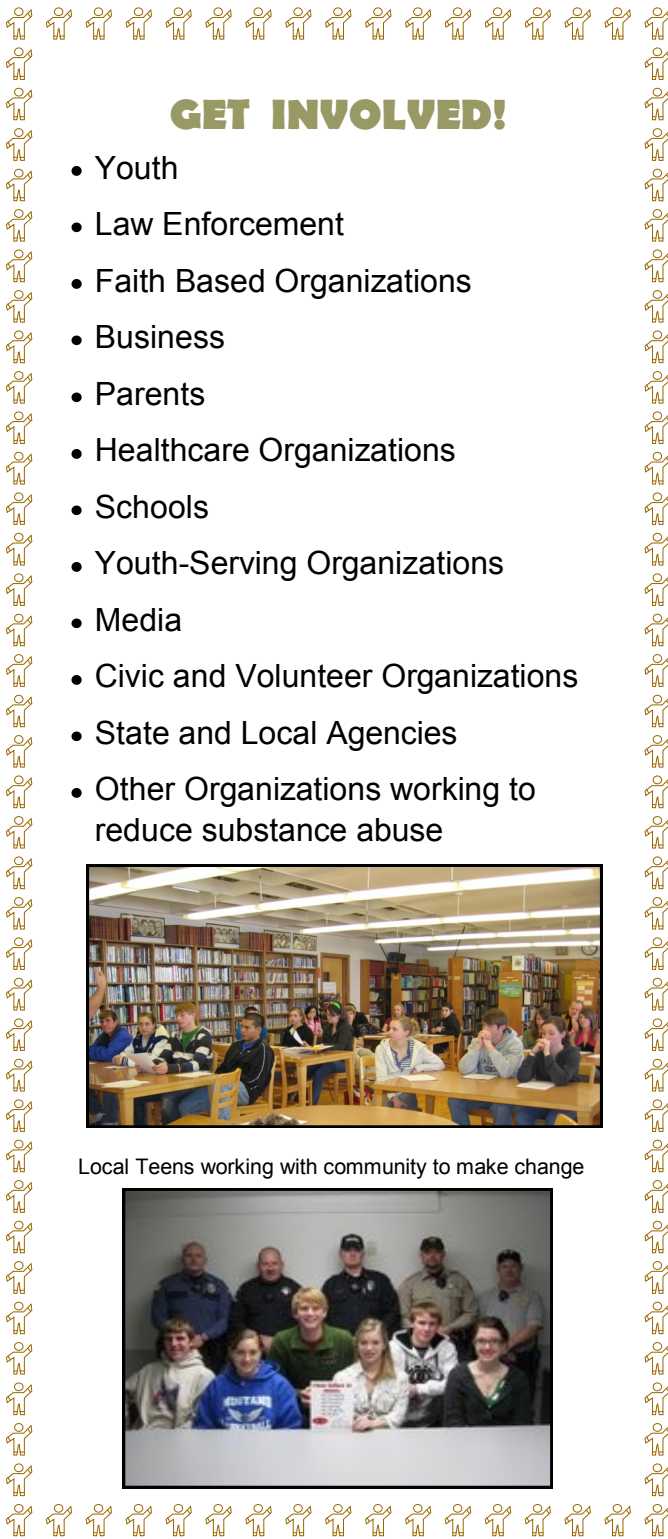 GET INVOLVED!
• Youth
• Law Enforcement
• Faith Based Organizations
• Business
• Parents
• Healthcare Organizations
• Schools
• Youth-Serving Organizations
• Media
• Civic and Volunteer Organizations
• State and Local Agencies
• Other Organizations working to
reduce substance abuse
Local Teens working with community to make change
MUSTANG